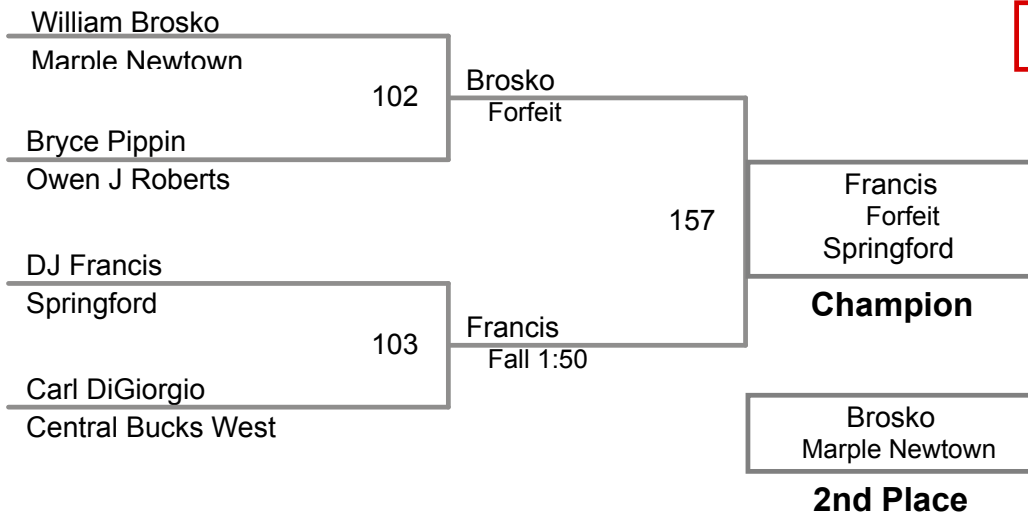 William Brosko
Marple Newtown
102
Brosko
Forfeit
Bryce Pippin
Owen J Roberts
157
Francis
Forfeit
Springford
Champion
DJ Francis
Springford
103
Francis
Fall 1:50
Carl DiGiorgio
Central Bucks West
Brosko
Marple Newtown
2nd Place